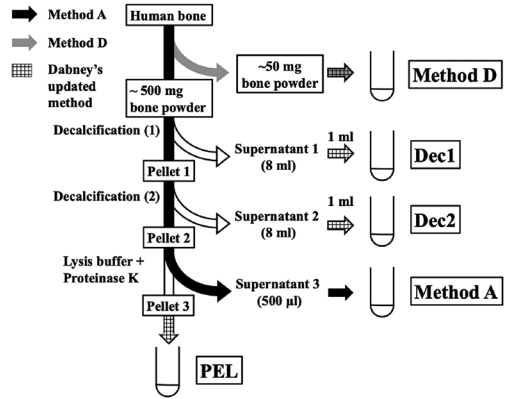 Method A
Method D
Dabney's
updated
method
Human bone
~ 500 mg
bone powder
~50 mg
bone powder
Method D
Decalcification (1)
Pellet 1
Supernatant 1
(8 ml)
1 ml
Dec1
Decalcification (2)
Pellet 2
Supernatant 2
(8 ml)
1 ml
Dec2
Lysis buffer +
Proteinase K
Pellet 3
Supernatant 3
(500 µl)
Method A
PEL